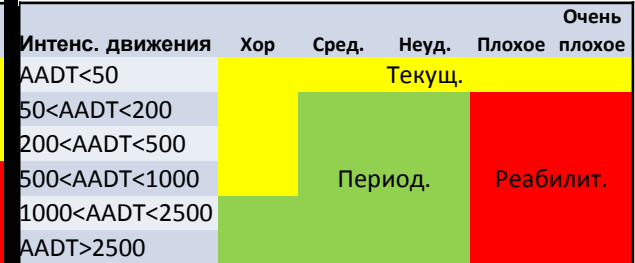 Очень
Интенс. движения Хор Сред. Неуд. Плохое плохое
AADT<50 Текущ.
50<AADT<200
200<AADT<500
500<AADT<1000 Период. Реабилит.
1000<AADT<2500
AADT>2500